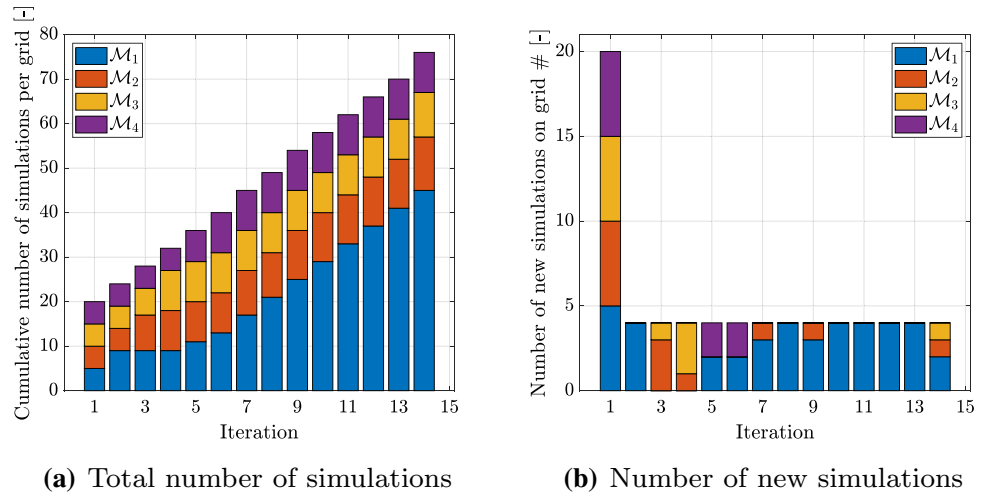 Cumulative number of simulations per grid [-]
80
70
60
50
40
30
20
10
0
M1
M2
M3
M4
1 3 5 7 9 11 13 15
Iteration
(a) Total number of simulations
Number of new simulations on grid # [-]
20
15
10
5
0
M1
M2
M3
M4
1 3 5 7 9 11 13 15
Iteration
(b) Number of new simulations